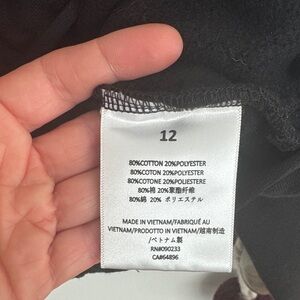 12
80%COTTON 20%POLYESTER
80%COTON 20%POLYESTER
80%COTONE 20%POLIESTERE
80%棉 20%聚酯纤维
80%綿 20% ポリエステル
MADE IN VIETNAM/FABRIQUÉ AU
VIETNAM/PRODOTTO IN VIETNAM/越南制造
/ベトナム製
RN#090233
CA#64896